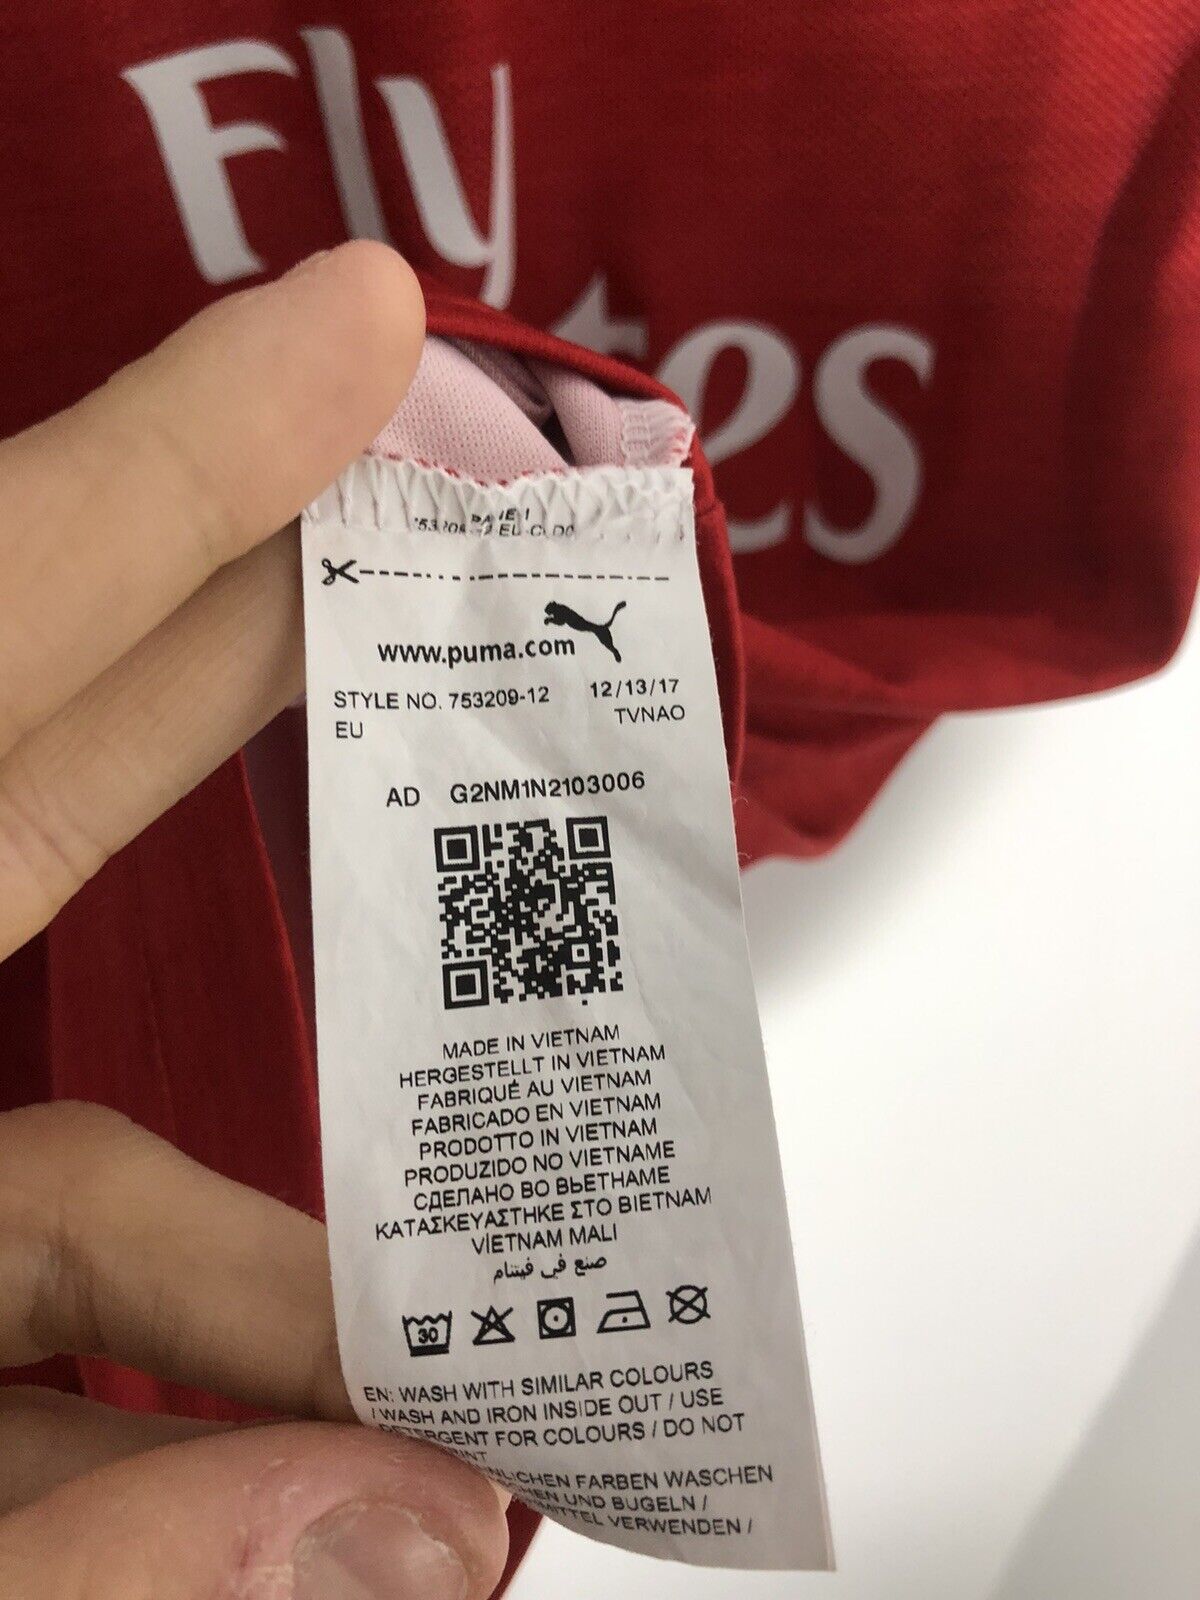 Fly
tes
www.puma.com
STYLE NO. 753209-12 12/13/17
EU TVNAO
AD G2NM1N2103006
MADE IN VIETNAM
HERGESTELLT IN VIETNAM
FABRIQUÉ AU VIETNAM
FABRICADO EN VIETNAM
PRODOTTO IN VIETNAM
PRODUZIDO NO VIETNAME
СДЕЛАНО ВО ВЬЕТНАМЕ
ΚΑΤΑΣΚΕΥΑΣΤΗΚΕ ΣΤΟ ΒΙΕΤΝΑΜ
VİETNAM MALI
صنع في فيتنام
30
EN: WASH WITH SIMILAR COLOURS
/ WASH AND IRON INSIDE OUT / USE
DETERGENT FOR COLOURS / DO NOT
FARBEN WASCHEN
UND BUGELN /
VERWENDEN /